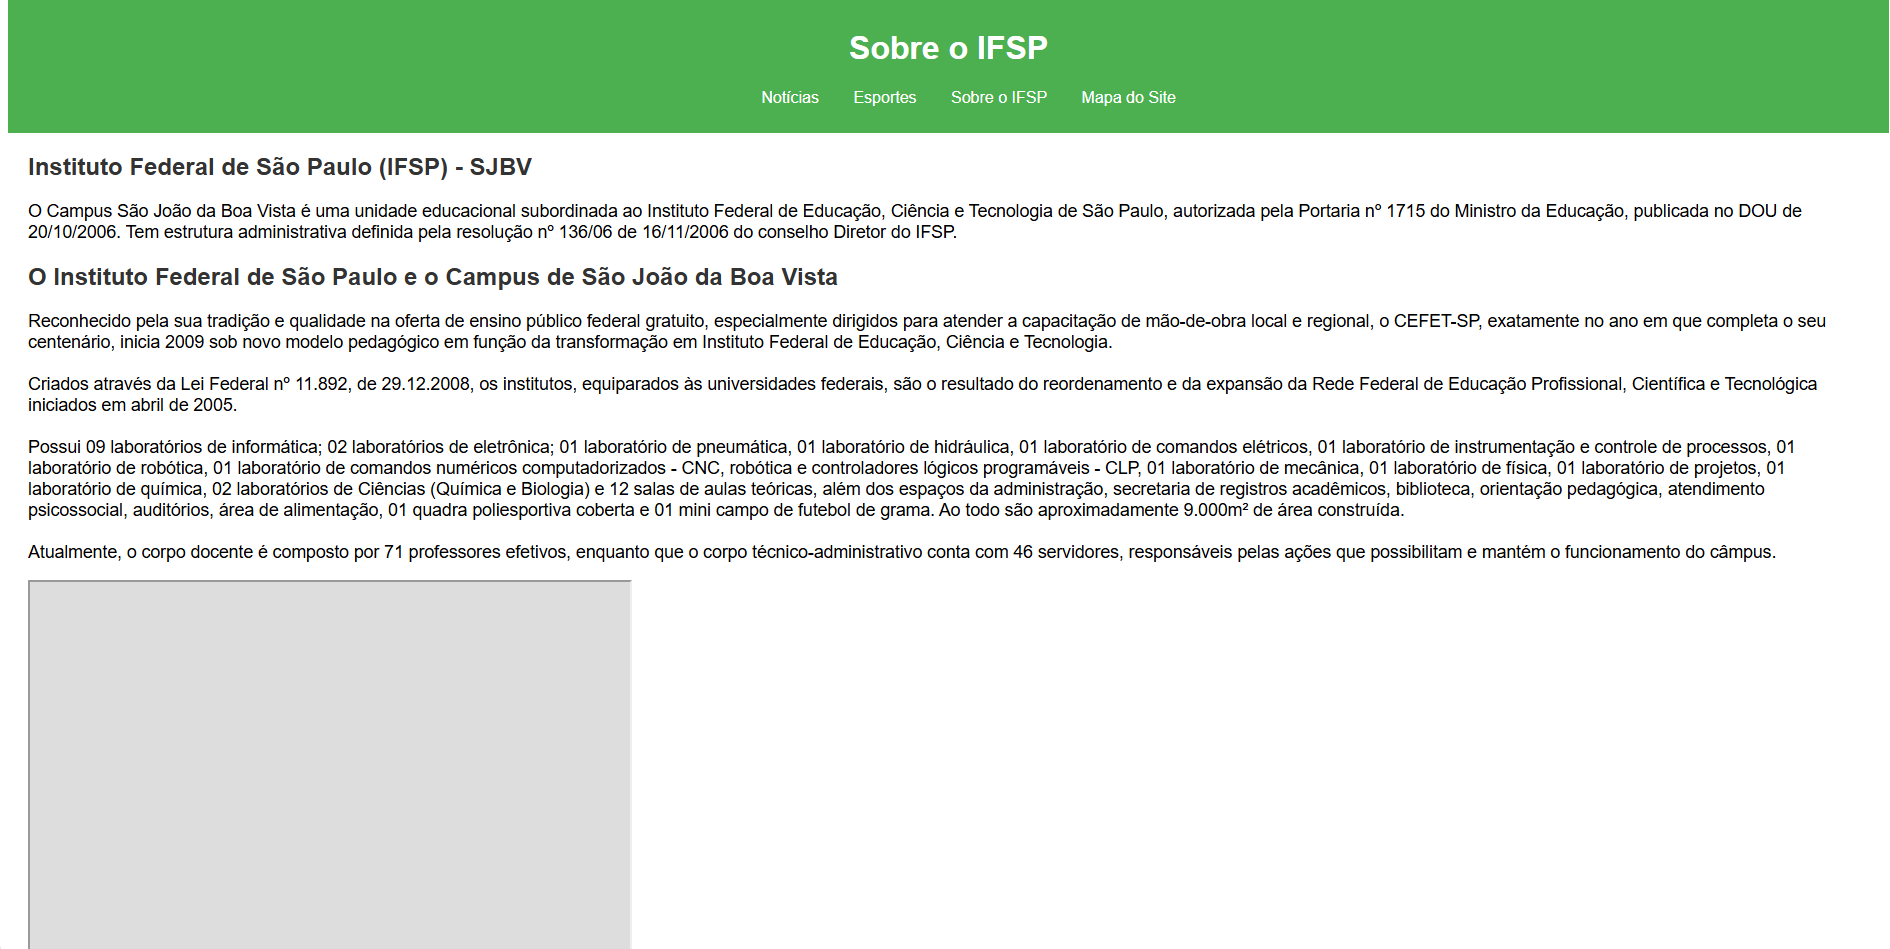 Sobre o IFSP
Notícias Esportes Sobre o IFSP Mapa do Site
Instituto Federal de São Paulo (IFSP) - SJBV
O Campus São João da Boa Vista é uma unidade educacional subordinada ao Instituto Federal de Educação, Ciência e Tecnologia de São Paulo, autorizada pela Portaria nº 1715 do Ministro da Educação, publicada no DOU de
20/10/2006. Tem estrutura administrativa definida pela resolução nº 136/06 de 16/11/2006 do conselho Diretor do IFSP.
O Instituto Federal de São Paulo e o Campus de São João da Boa Vista
Reconhecido pela sua tradição e qualidade na oferta de ensino público federal gratuito, especialmente dirigidos para atender a capacitação de mão-de-obra local e regional, o CEFET-SP, exatamente no ano em que completa o seu
centenário, inicia 2009 sob novo modelo pedagógico em função da transformação em Instituto Federal de Educação, Ciência e Tecnologia.
Criados através da Lei Federal nº 11.892, de 29.12.2008, os institutos, equiparados às universidades federais, são o resultado do reordenamento e da expansão da Rede Federal de Educação Profissional, Científica e Tecnológica
iniciados em abril de 2005.
Possui 09 laboratórios de informática; 02 laboratórios de eletrônica; 01 laboratório de pneumática, 01 laboratório de hidráulica, 01 laboratório de comandos elétricos, 01 laboratório de instrumentação e controle de processos, 01
laboratório de robótica, 01 laboratório de comandos numéricos computadorizados - CNC, robótica e controladores lógicos programáveis - CLP, 01 laboratório de mecânica, 01 laboratório de física, 01 laboratório de projetos, 01
laboratório de química, 02 laboratórios de Ciências (Química e Biologia) e 12 salas de aulas teóricas, além dos espaços da administração, secretaria de registros acadêmicos, biblioteca, orientação pedagógica, atendimento
psicossocial, auditórios, área de alimentação, 01 quadra poliesportiva coberta e 01 mini campo de futebol de grama. Ao todo são aproximadamente 9.000m² de área construída.
Atualmente, o corpo docente é composto por 71 professores efetivos, enquanto que o corpo técnico-administrativo conta com 46 servidores, responsáveis pelas ações que possibilitam e mantém o funcionamento do câmpus.